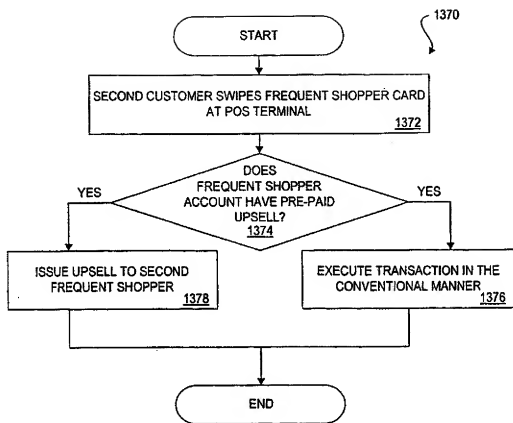 1370
START
SECOND CUSTOMER SWIPES FREQUENT SHOPPER CARD
AT POS TERMINAL
1372
DOES
FREQUENT SHOPPER
ACCOUNT HAVE PRE-PAID
UPSELL?
1374
YES
YES
ISSUE UPSELL TO SECOND
FREQUENT SHOPPER
1378
EXECUTE TRANSACTION IN THE
CONVENTIONAL MANNER
1376
END